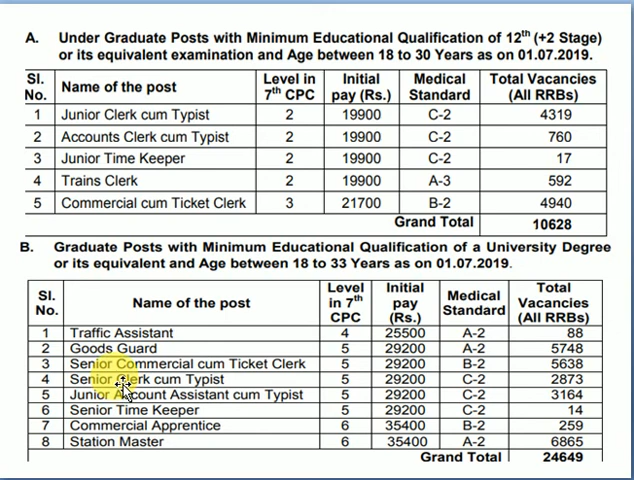 A. Under Graduate Posts with Minimum Educational Qualification of 12th (+2 Stage)
or its equivalent examination and Age between 18 to 30 Years as on 01.07.2019.
Sl. No. Name of the post Level in 7th CPC Initial pay (Rs.) Medical Standard Total Vacancies (All RRBs)
1 Junior Clerk cum Typist 2 19900 C-2 4319
2 Accounts Clerk cum Typist 2 19900 C-2 760
3 Junior Time Keeper 2 19900 C-2 17
4 Trains Clerk 2 19900 A-3 592
5 Commercial cum Ticket Clerk 3 21700 B-2 4940
Grand Total 10628
B. Graduate Posts with Minimum Educational Qualification of a University Degree
or its equivalent and Age between 18 to 33 Years as on 01.07.2019.
Sl. No. Name of the post Level in 7th CPC Initial pay (Rs.) Medical Standard Total Vacancies (All RRBs)
1 Traffic Assistant 4 25500 A-2 88
2 Goods Guard 5 29200 A-2 5748
3 Senior Commercial cum Ticket Clerk 5 29200 B-2 5638
4 Senior Clerk cum Typist 5 29200 C-2 2873
5 Junior Account Assistant cum Typist 5 29200 C-2 3164
6 Senior Time Keeper 5 29200 C-2 14
7 Commercial Apprentice 6 35400 B-2 259
8 Station Master 6 35400 A-2 6865
Grand Total 24649